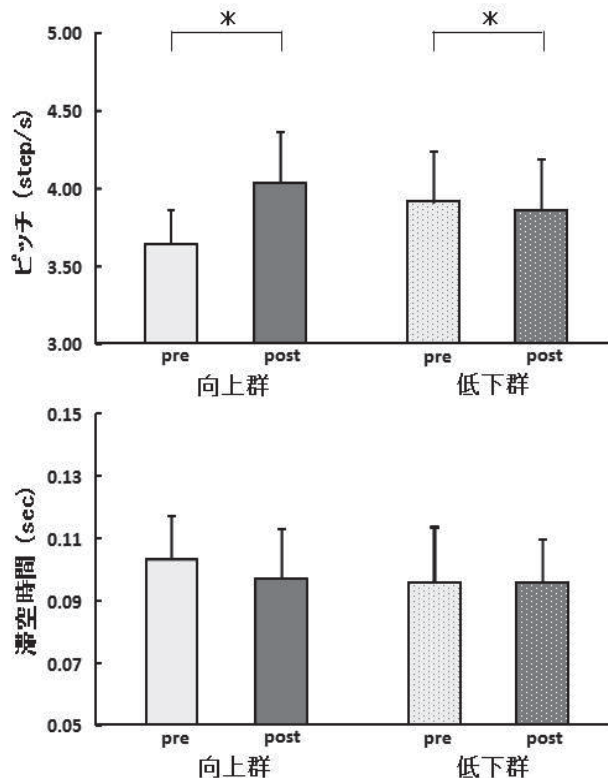 ピッチ (step/s)
5.00
4.50
4.00
3.50
3.00
* *
pre post pre post
向上群 低下群
滞空時間 (sec)
0.15
0.13
0.11
0.09
0.07
0.05
pre post pre post
向上群 低下群